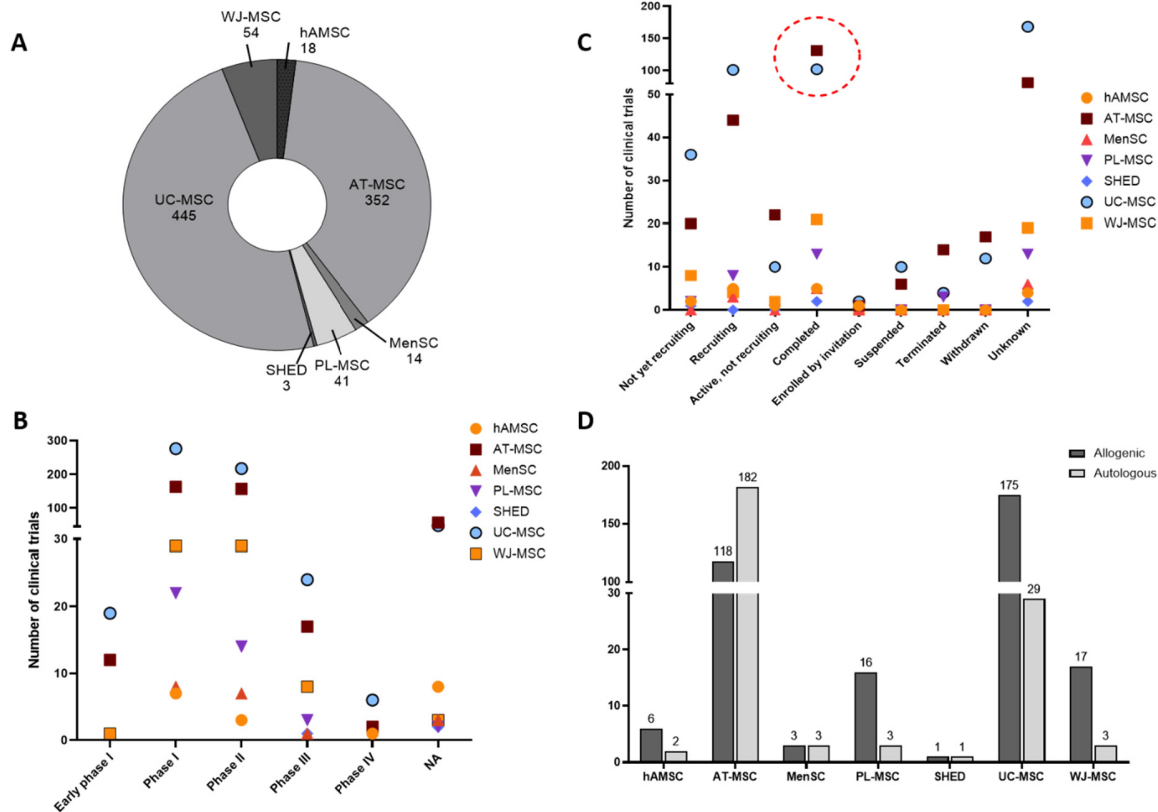 A
WJ-MSC
54
hAMSC
18
AT-MSC
352
UC-MSC
445
MenSC
14
PL-MSC
41
SHED
3
C
Number of clinical trials
200
150
100
50
40
30
20
10
0
Not yet recruiting
Recruiting
Active, not recruiting
Completed
Enrolled by invitation
Suspended
Terminated
Withdrawn
Unknown
hAMSC
AT-MSC
MenSC
PL-MSC
SHED
UC-MSC
WJ-MSC
B
Number of clinical trials
300
200
100
30
20
10
0
Early phase I
Phase I
Phase II
Phase III
Phase IV
NA
hAMSC
AT-MSC
MenSC
PL-MSC
SHED
UC-MSC
WJ-MSC
D
Allogenic
Autologous
200
150
100
30
20
10
0
6
2
118
182
3
3
16
3
1
1
175
29
17
3
hAMSC
AT-MSC
MenSC
PL-MSC
SHED
UC-MSC
WJ-MSC